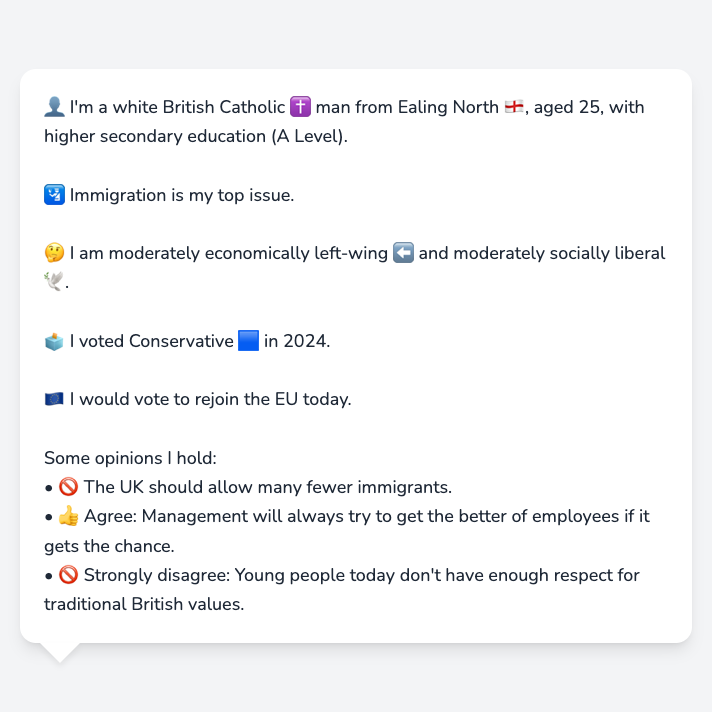 👤 I'm a white British Catholic ✝️ man from Ealing North 🏴󠁧󠁢󠁥󠁮󠁧󠁿, aged 25, with
higher secondary education (A Level).
🛂 Immigration is my top issue.
🤔 I am moderately economically left-wing ⬅️ and moderately socially liberal
🕊️.
🗳️ I voted Conservative 🟦 in 2024.
🇪🇺 I would vote to rejoin the EU today.
Some opinions I hold:
• 🚫 The UK should allow many fewer immigrants.
• 👍 Agree: Management will always try to get the better of employees if it
gets the chance.
• 🚫 Strongly disagree: Young people today don't have enough respect for
traditional British values.